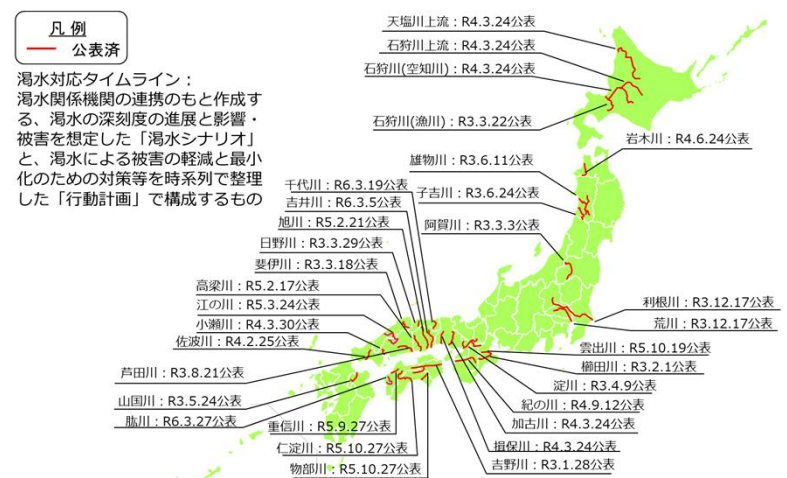 凡 例
公表済
渇水対応タイムライン：
渇水関係機関の連携のもと作成す
る、渇水の深刻度の進展と影響・
被害を想定した「渇水シナリオ」
と、渇水による被害の軽減と最小
化のための対策等を時系列で整理
した「行動計画」で構成するもの
天塩川上流：R4.3.24公表
石狩川上流：R4.3.24公表
石狩川(空知川)：R4.3.24公表
石狩川(漁川)：R3.3.22公表
岩木川：R4.6.24公表
雄物川：R3.6.11公表
子吉川：R3.6.24公表
阿賀川：R3.3.3公表
千代川：R6.3.19公表
吉井川：R6.3.5公表
旭川：R5.2.21公表
日野川：R3.3.29公表
斐伊川：R3.3.18公表
高梁川：R5.2.17公表
江の川：R5.3.24公表
小瀬川：R4.3.30公表
佐波川：R4.2.25公表
芦田川：R3.8.21公表
山国川：R3.5.24公表
肱川：R6.3.27公表
重信川：R5.9.27公表
仁淀川：R5.10.27公表
物部川：R5.10.27公表
利根川：R3.12.17公表
荒川：R3.12.17公表
雲出川：R5.10.19公表
櫛田川：R3.2.1公表
淀川：R3.4.9公表
紀の川：R4.9.12公表
加古川：R4.3.24公表
揖保川：R4.3.24公表
吉野川：R3.1.28公表